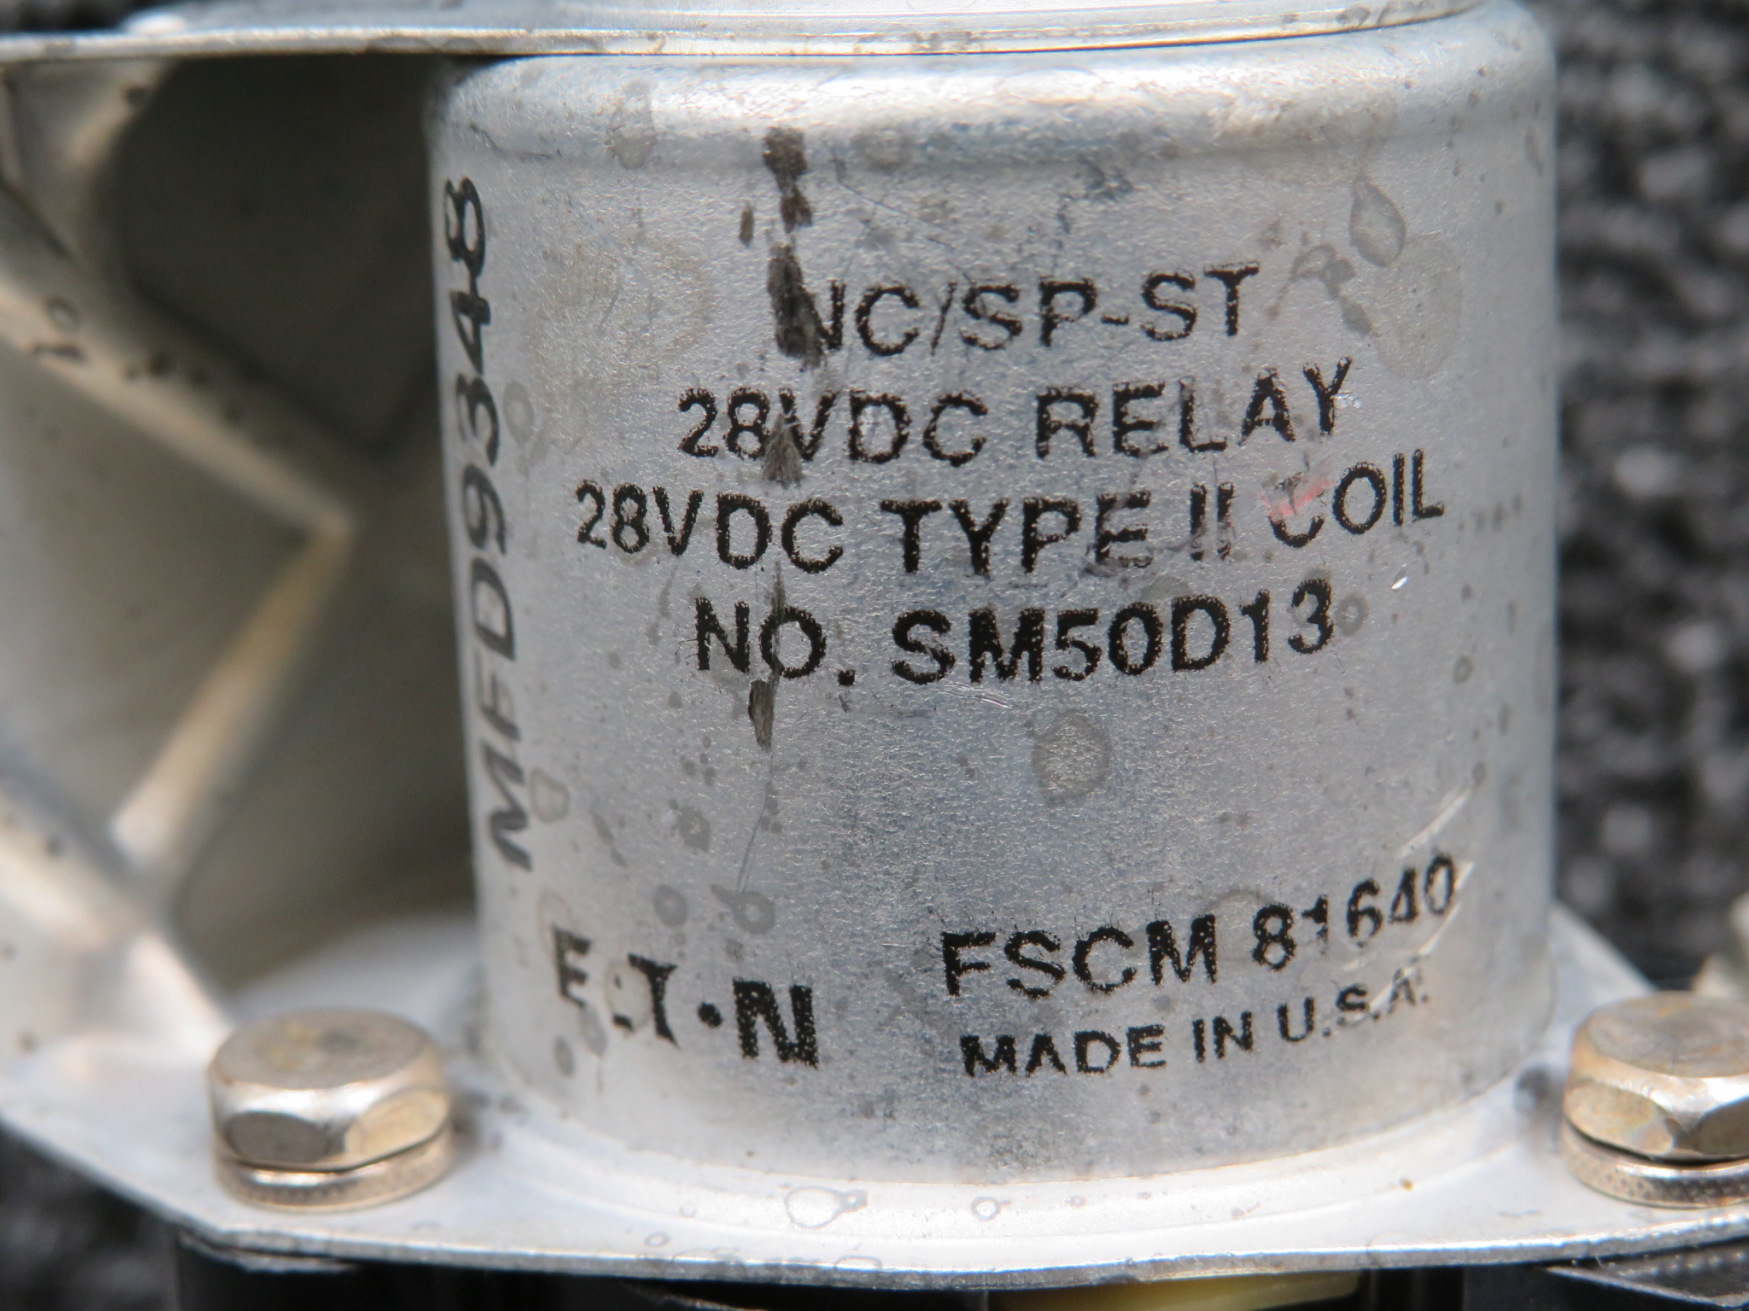 NC/SP-ST
28VDC RELAY
28VDC TYPE II COIL
NO. SM50D13
FSCM 81640
MADE IN U.S.A.
E T•N
MFD9348